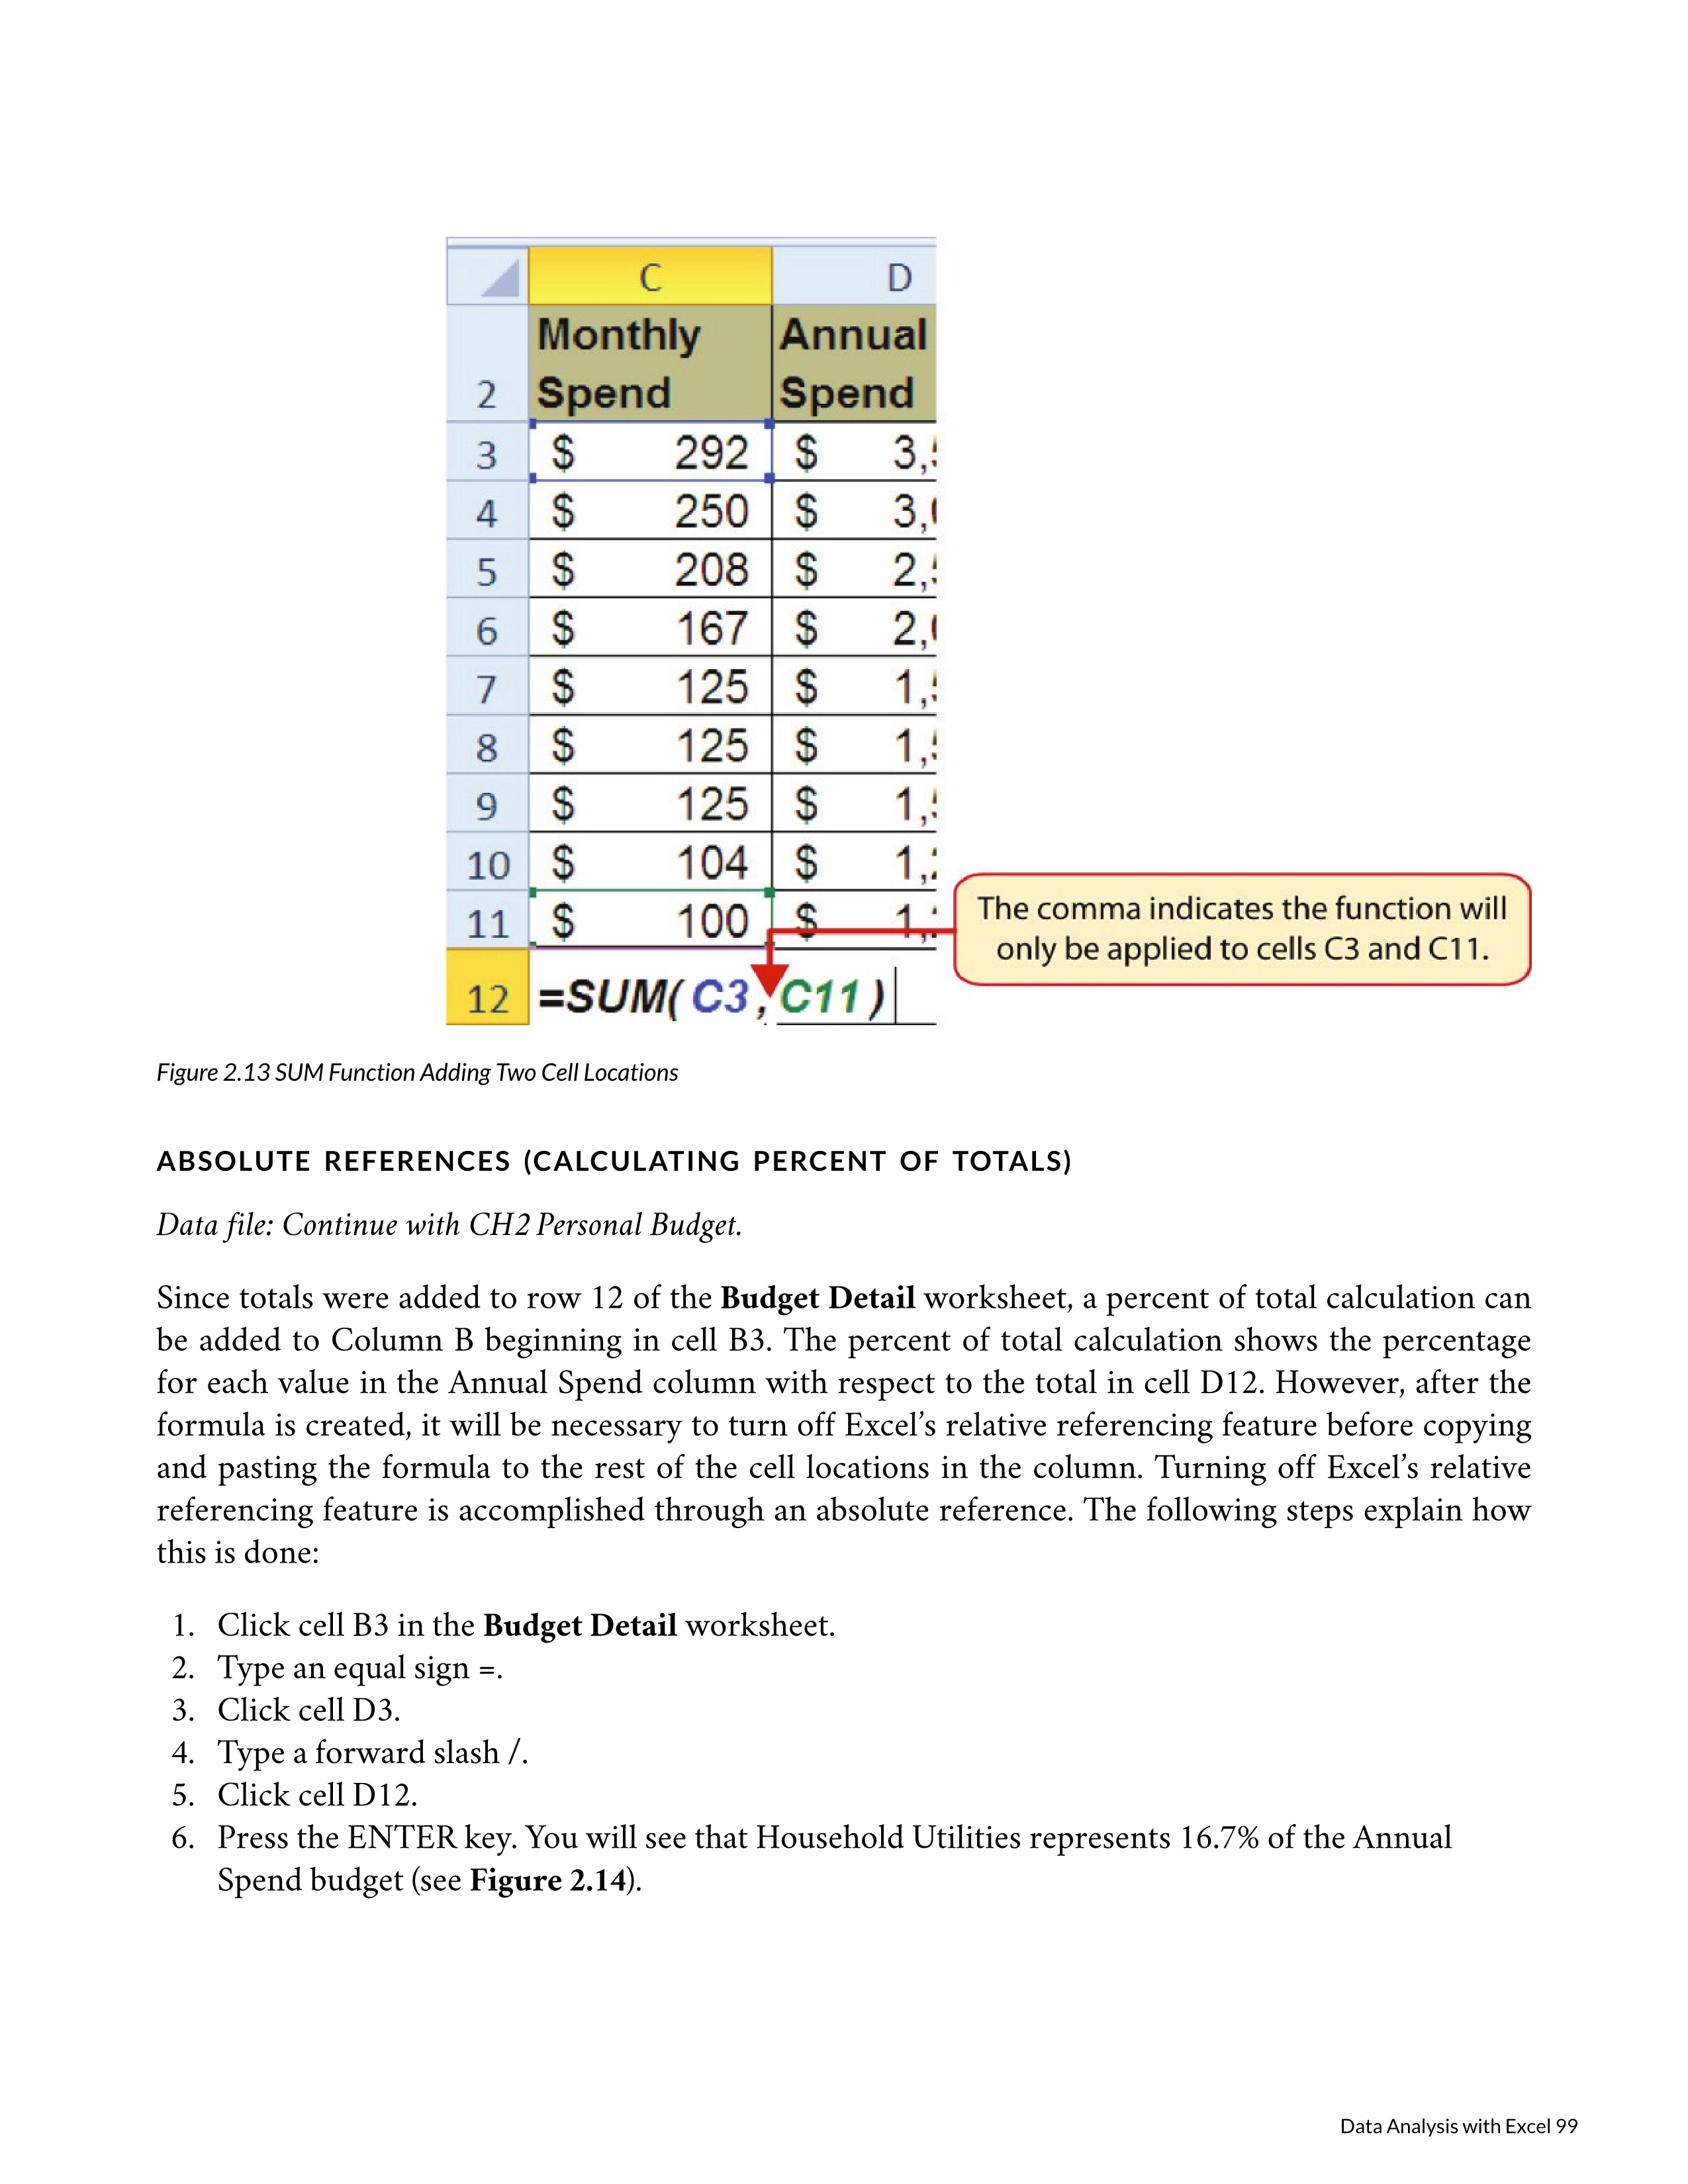 C D
Monthly Annual
2 Spend Spend
3 $ 292 $ 3,
4 $ 250 $ 3,
5 $ 208 $ 2,
6 $ 167 $ 2,
7 $ 125 $ 1,
8 $ 125 $ 1,
9 $ 125 $ 1,
10 $ 104 $ 1,
11 $ 100 $ 1,
The comma indicates the function will
only be applied to cells C3 and C11.
12 =SUM( C3 , C11 )
Figure 2.13 SUM Function Adding Two Cell Locations
ABSOLUTE REFERENCES (CALCULATING PERCENT OF TOTALS)
Data file: Continue with CH2 Personal Budget.
Since totals were added to row 12 of the Budget Detail worksheet, a percent of total calculation can
be added to Column B beginning in cell B3. The percent of total calculation shows the percentage
for each value in the Annual Spend column with respect to the total in cell D12. However, after the
formula is created, it will be necessary to turn off Excel’s relative referencing feature before copying
and pasting the formula to the rest of the cell locations in the column. Turning off Excel’s relative
referencing feature is accomplished through an absolute reference. The following steps explain how
this is done:
1. Click cell B3 in the Budget Detail worksheet.
2. Type an equal sign =.
3. Click cell D3.
4. Type a forward slash /.
5. Click cell D12.
6. Press the ENTER key. You will see that Household Utilities represents 16.7% of the Annual
Spend budget (see Figure 2.14).
Data Analysis with Excel 99